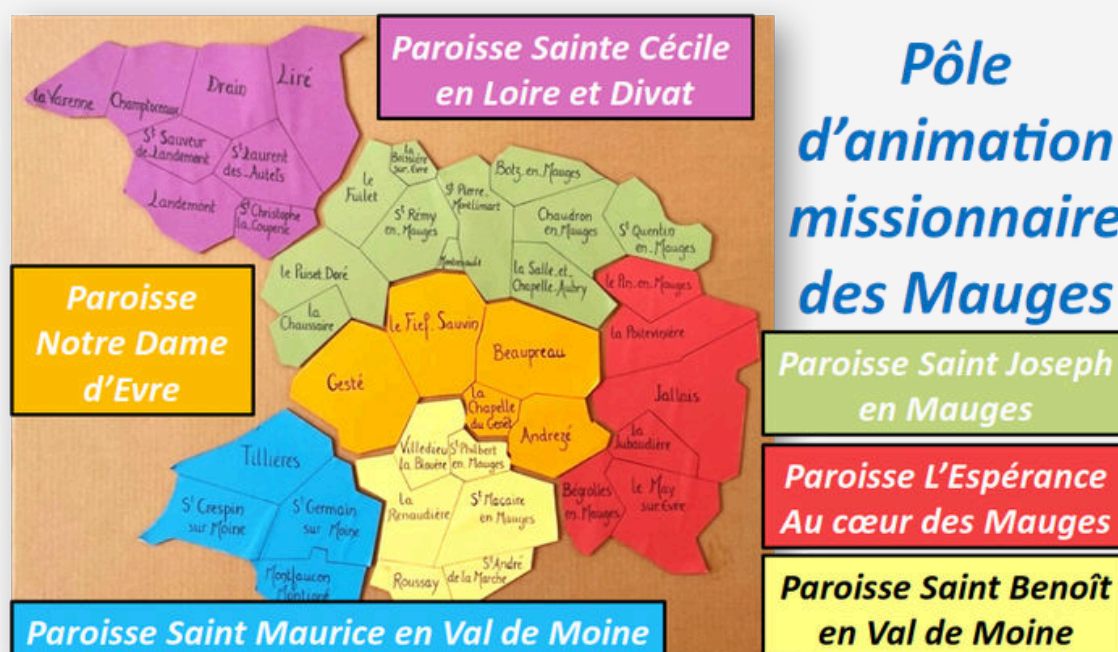 Paroisse Sainte Cécile
en Loire et Divat
Pôle
d'animation
missionnaire
des Mauges
la Varenne
Champtoceaux
Drain
Liré
St Sauveur
de-Landemont
St Laurent
des-Autels
Landemont
St Christophe
la Couperie
le
Fuilet
la
Boissière
sur-Evre
St Rémy
en-Mauges
St Pierre
Montlimart
Botz-en-Mauges
Chaudron
en-Mauges
St Quentin
en-Mauges
le Puiset Doré
la
Chaussaire
Montrevault
la Salle-et-
Chapelle-Aubry
Paroisse
Notre Dame
d'Evre
Gesté
le Fief-Sauvin
Beaupreau
la
Chapelle
du Genêt
Andrezé
le Pin-en-Mauges
la Poitevinière
Jallais
la
Jubaudière
Bégrolles
en-Mauges
le May
sur Evre
Paroisse Saint Joseph
en Mauges
Paroisse L'Espérance
Au cœur des Mauges
Tillières
St Crespin
sur Moine
St Germain
sur Moine
Montfaucon
Montigné
Villedieu
la Blouère
St Philbert
en Mauges
la
Renaudière
St Macaire
en Mauges
Roussay
St André
de la Marche
Paroisse Saint Benoît
en Val de Moine
Paroisse Saint Maurice en Val de Moine